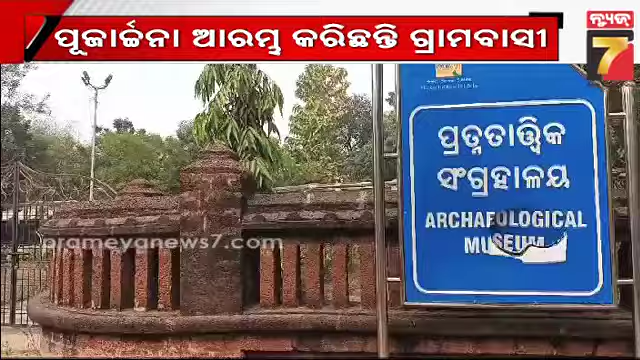 ପୂଜାର୍ଚ୍ଚନା ଆରମ୍ଭ କରିଛନ୍ତି ଗ୍ରାମବାସୀ
ନ୍ୟୁଜ୍
7
ପ୍ରତ୍ନତାତ୍ତ୍ୱିକ
ସଂଗ୍ରହାଳୟ
ARCHAEOLOGICAL
MUSEUM
prameyanews7.com